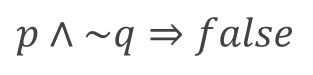 p ∧ ~q ⇒ false